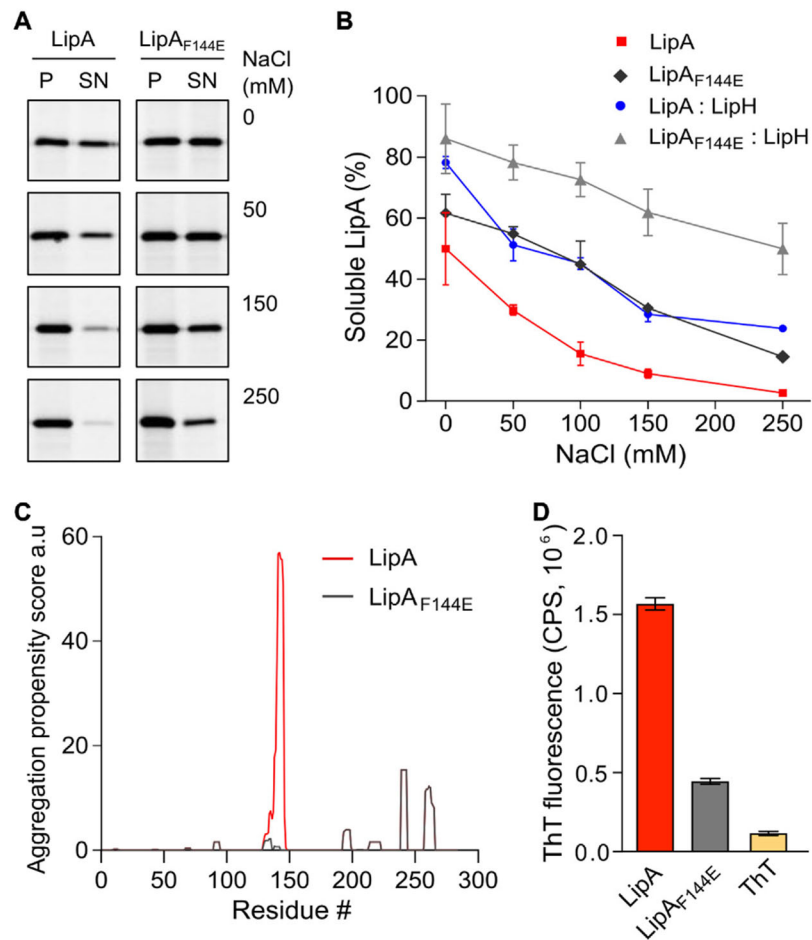 A
LipA LipAF144E NaCl
P SN P SN (mM)
0
50
150
250
B
LipA
LipAF144E
LipA : LipH
LipAF144E : LipH
Soluble LipA (%)
100
80
60
40
20
0
0 50 100 150 200 250
NaCl (mM)
C
Aggregation propensity score a.u
60
40
20
0
LipA
LipAF144E
0 50 100 150 200 250 300
Residue #
D
ThT fluorescence (CPS, 10⁶)
2.0
1.5
1.0
0.5
0.0
LipA LipAF144E ThT